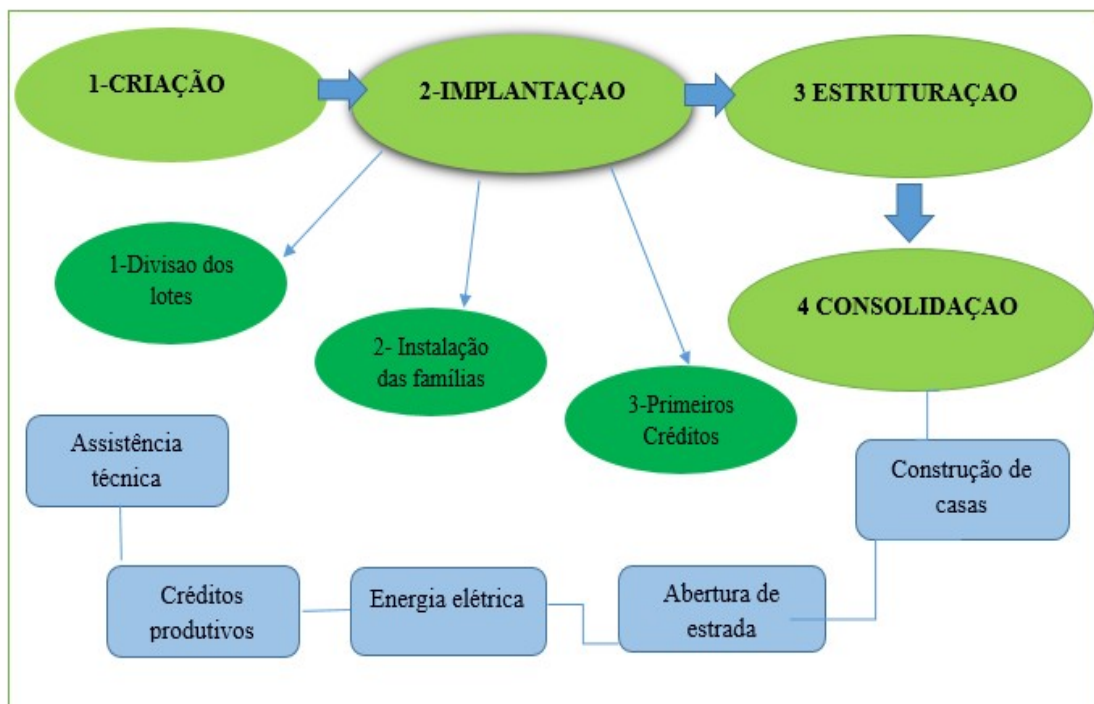 1-CRIAÇÃO
2-IMPLANTAÇAO
3 ESTRUTURAÇAO
1-Divisao dos
lotes
2- Instalação
das famílias
3-Primeiros
Créditos
4 CONSOLIDAÇAO
Assistência
técnica
Construção de
casas
Créditos
produtivos
Energia elétrica
Abertura de
estrada